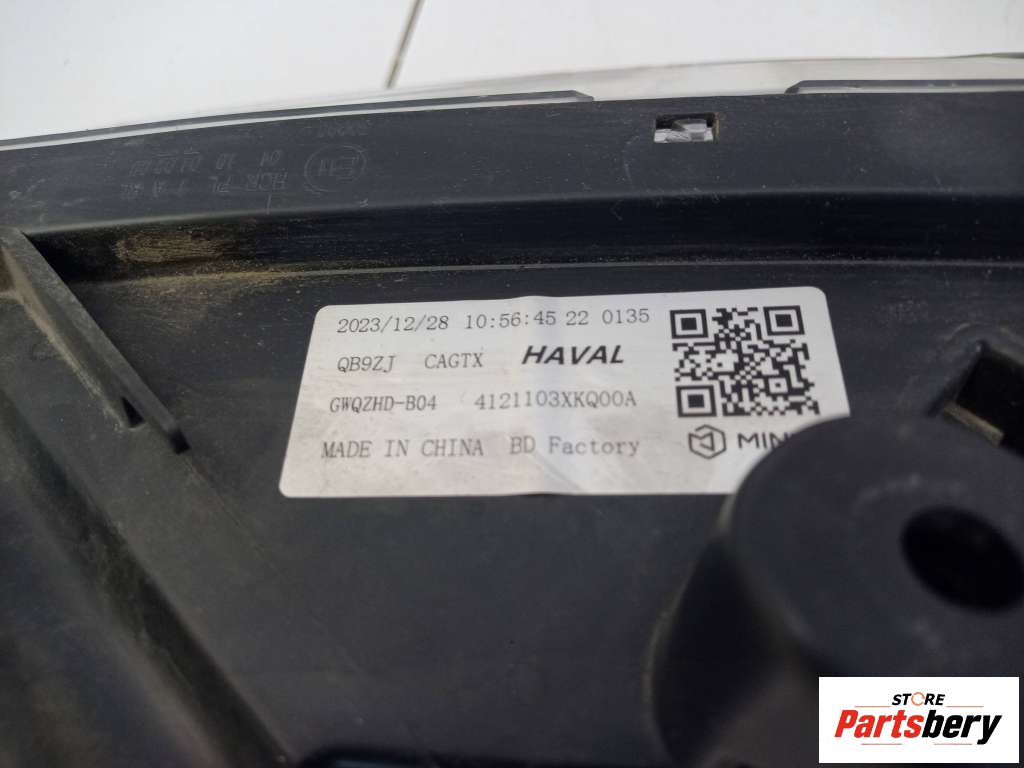 2023/12/28 10:56:45 22 0135
QB9ZJ CAGTX HAVAL
GWQZHD-B04 4121103XKQ00A
MADE IN CHINA BD Factory
STORE
Partsbery